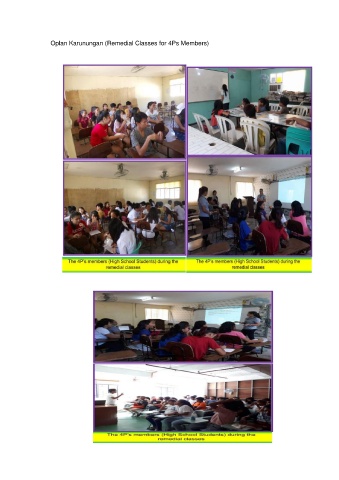 Oplan Karunungan (Remedial Classes for 4Ps Members)
The 4P's members (High School Students) during the
remedial classes
The 4P's members (High School Students) during the
remedial classes
The 4P's members (High School Students) during the
remedial classes